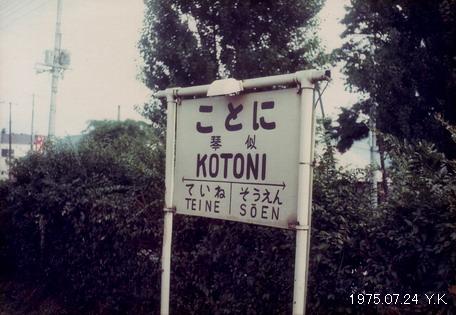 ことに
琴似
KOTONI
ていね そうえん
TEINE SŌEN
1975.07.24 Y.K